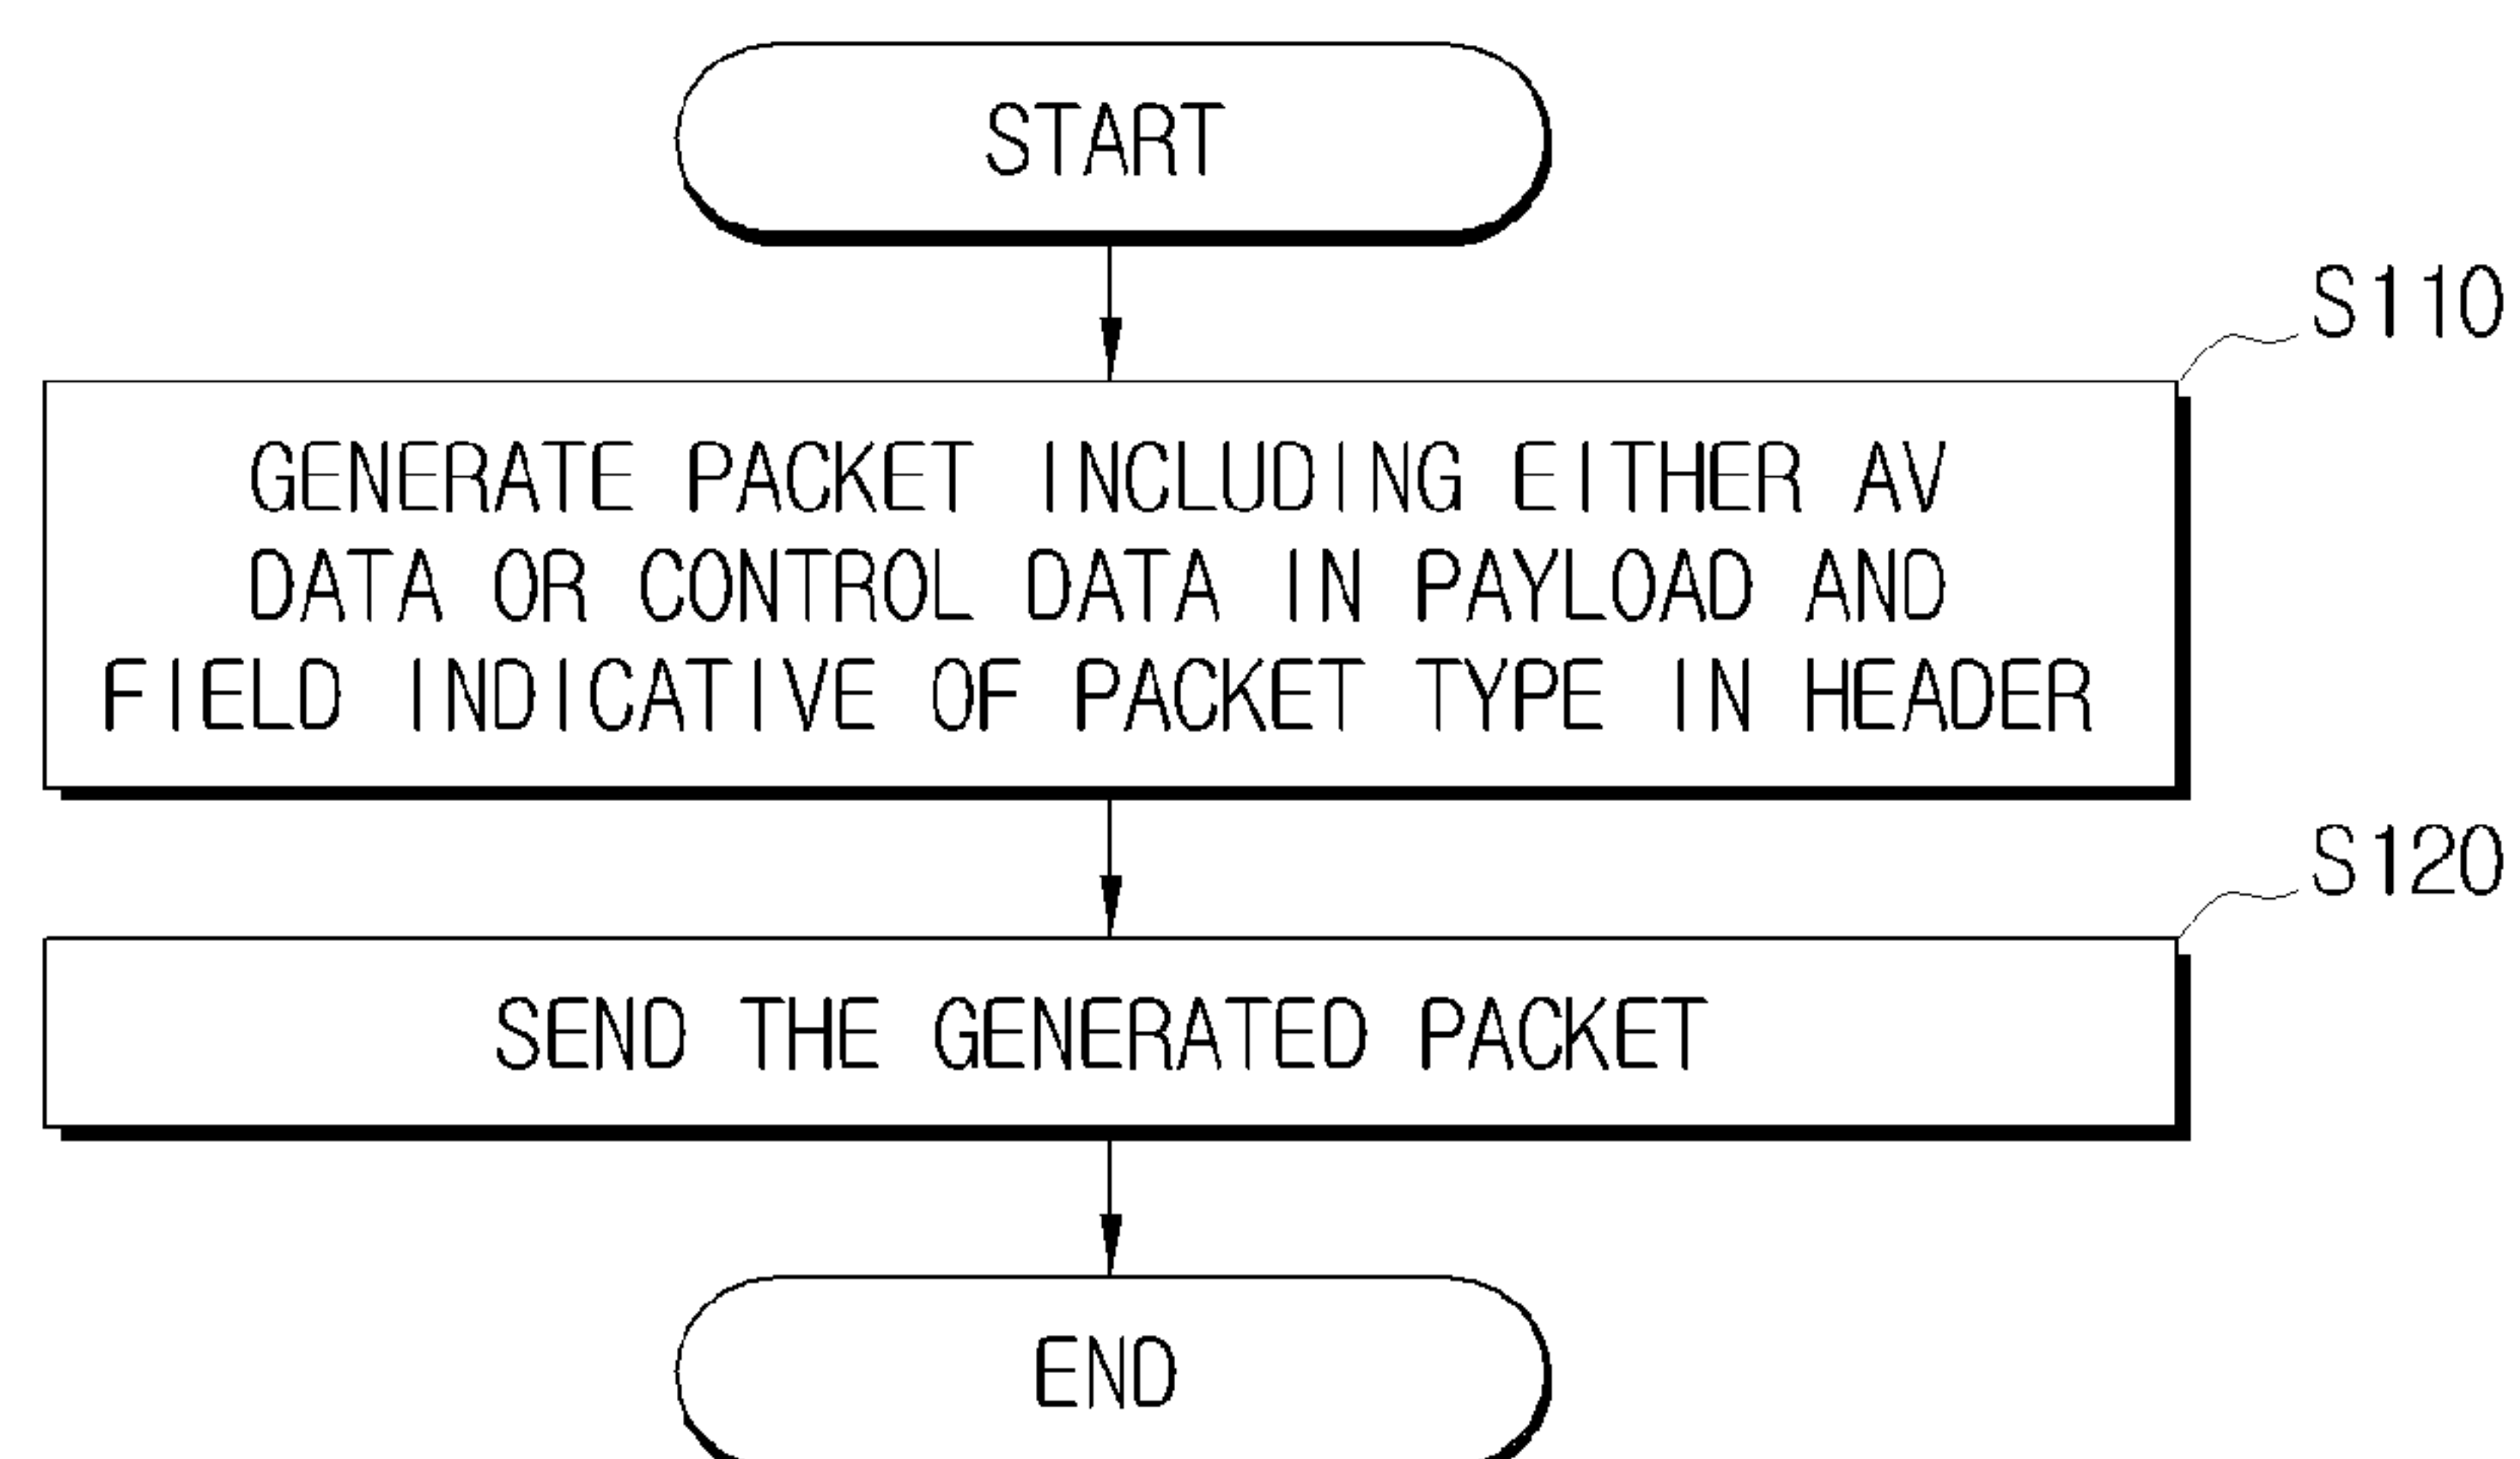 START
S110
GENERATE PACKET INCLUDING EITHER AV
DATA OR CONTROL DATA IN PAYLOAD AND
FIELD INDICATIVE OF PACKET TYPE IN HEADER
S120
SEND THE GENERATED PACKET
END